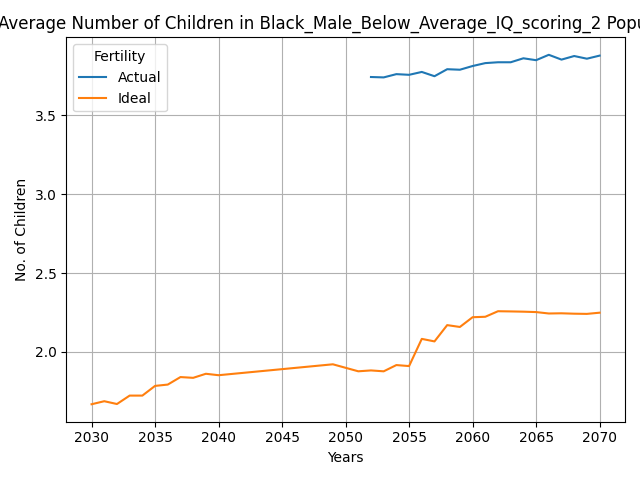 Average Number of Children in Black_Male_Below_Average_IQ_scoring_2
Fertility
Actual
Ideal
3.5
3.0
2.5
2.0
No. of Children
2030 2035 2040 2045 2050 2055 2060 2065 2070
Years